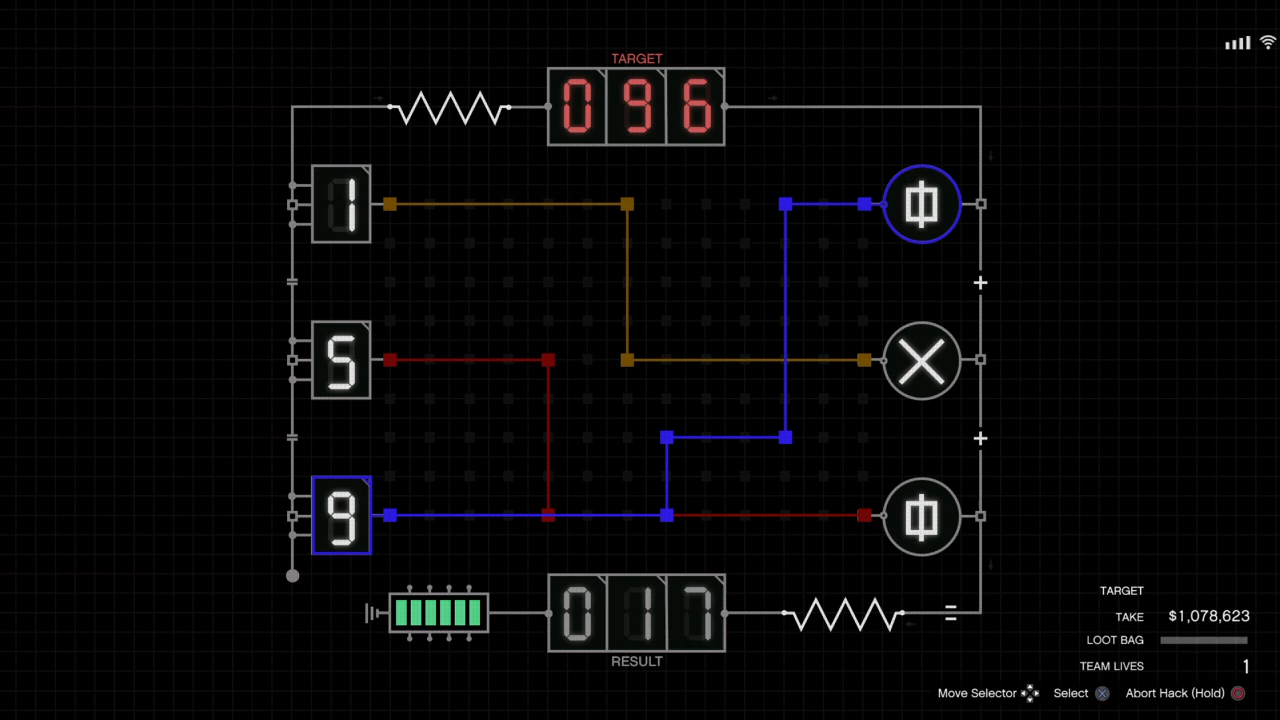 TARGET
096
1
5
9
017
RESULT
TARGET
TAKE $1,078,623
LOOT BAG
TEAM LIVES 1
Move Selector Select Abort Hack (Hold)